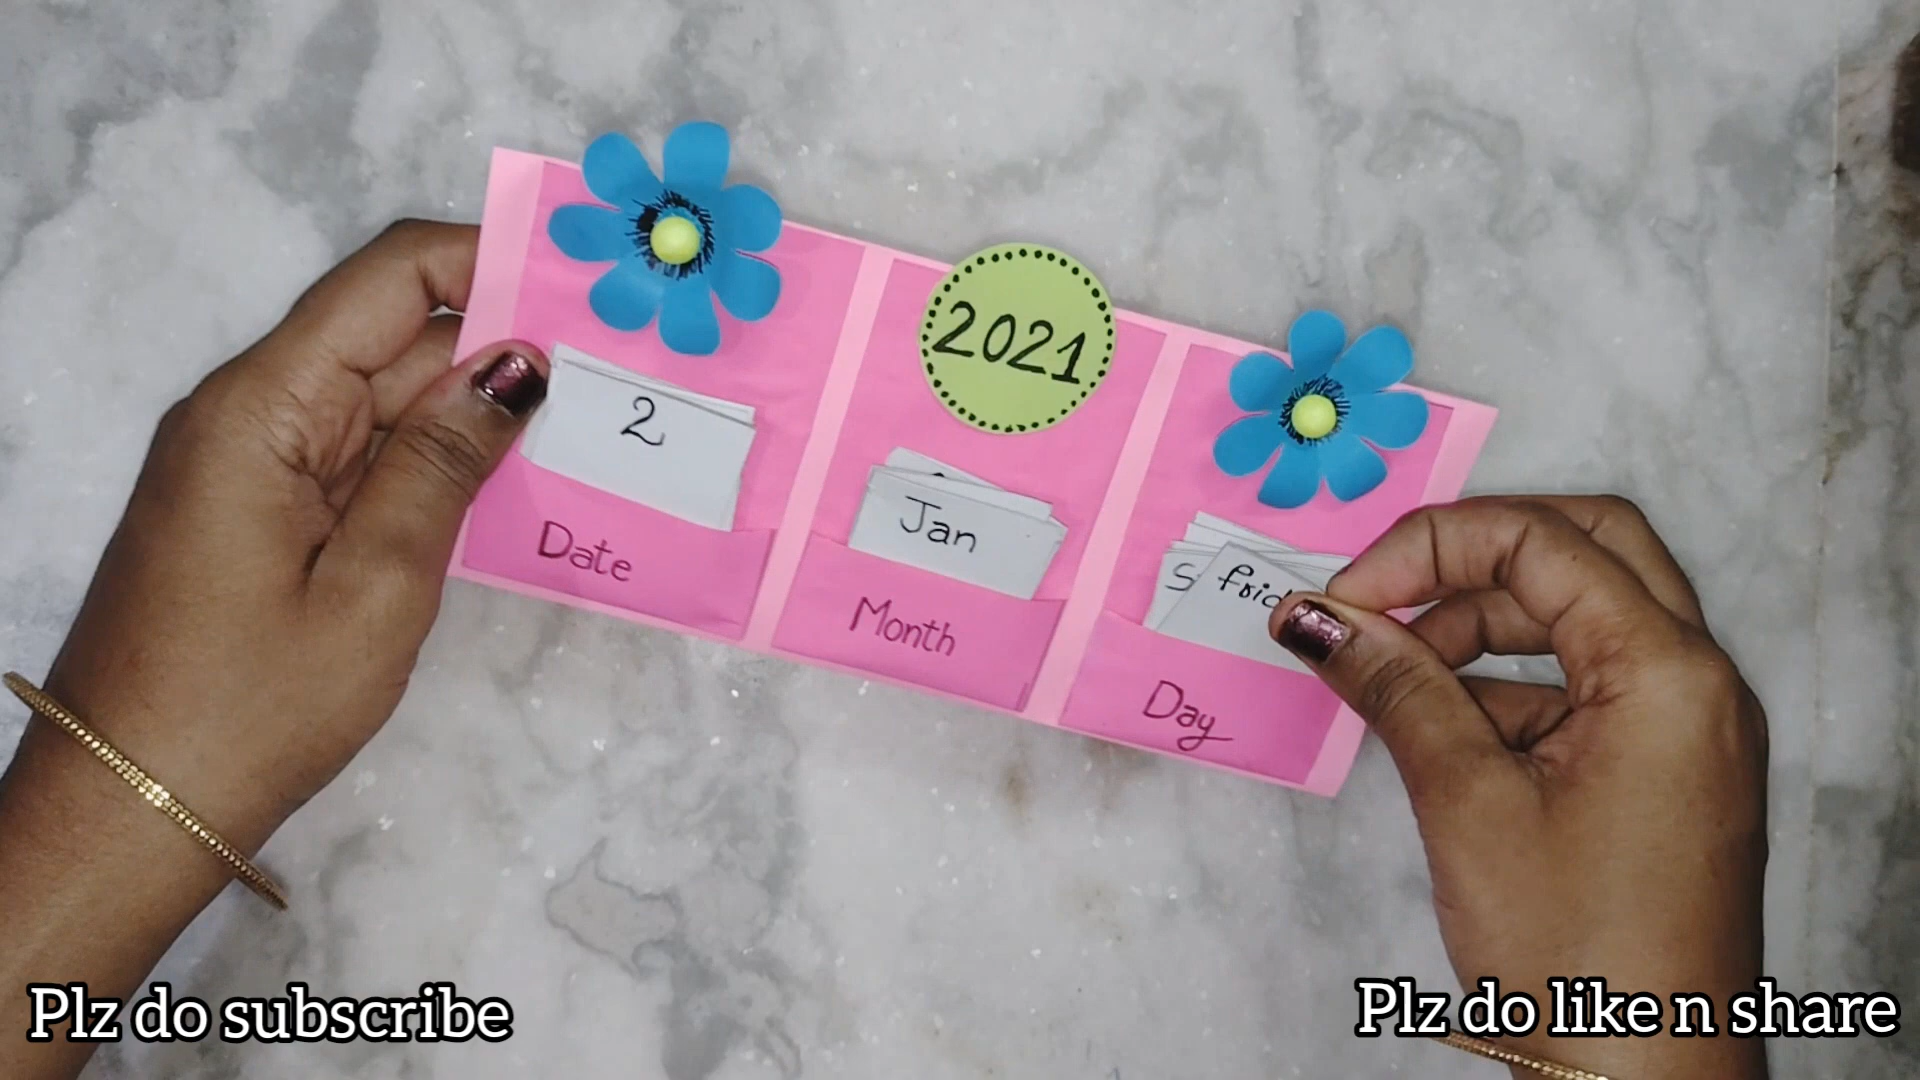 2021
2
Jan
Date
Month
Day
Plz do subscribe
Plz do like n share